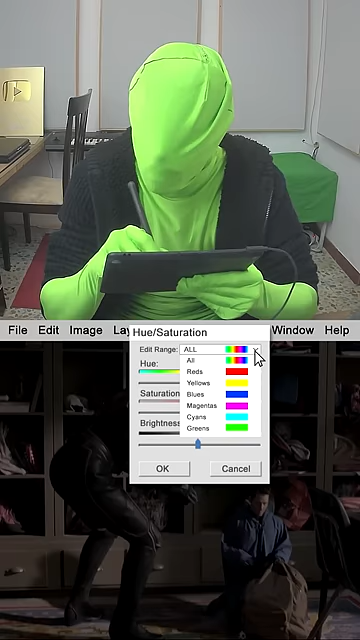 File Edit Image La Window Help
Hue/Saturation
Edit Range: ALL
All
Hue:
Reds
Yellows
Saturation
Blues
Magentas
Cyans
Brightness
Greens
OK Cancel